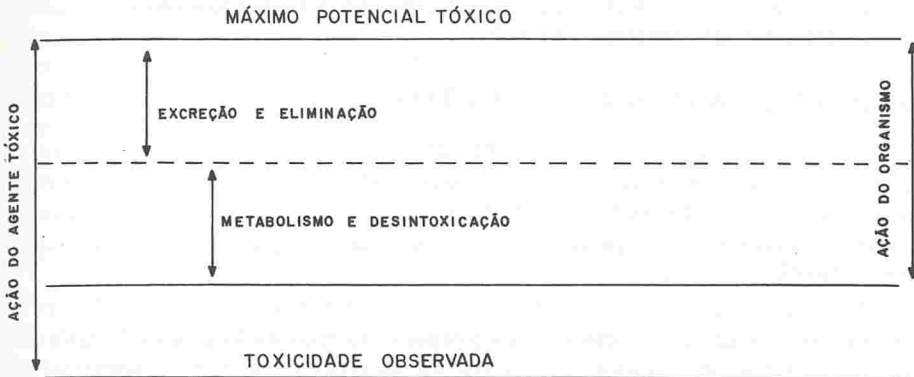 MÁXIMO POTENCIAL TÓXICO
EXCREÇÃO E ELIMINAÇÃO
METABOLISMO E DESINTOXICAÇÃO
TOXICIDADE OBSERVADA
AÇÃO DO AGENTE TÓXICO
AÇÃO DO ORGANISMO